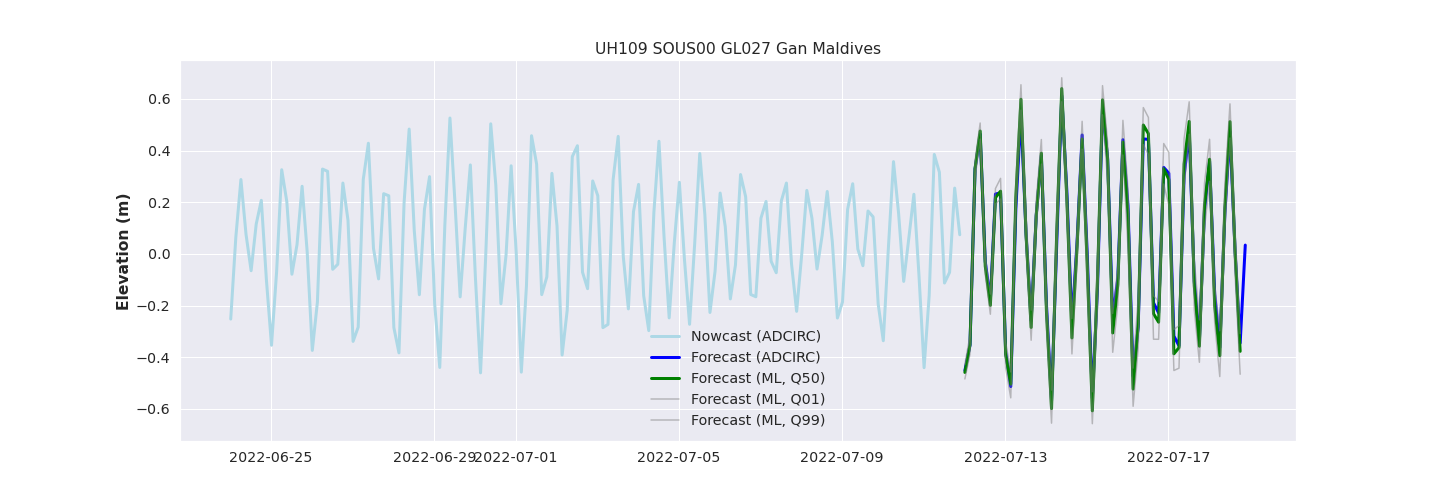 UH109 SOUS00 GL027 Gan Maldives
Elevation (m)
0.6
0.4
0.2
0.0
−0.2
−0.4
−0.6
Nowcast (ADCIRC)
Forecast (ADCIRC)
Forecast (ML, Q50)
Forecast (ML, Q01)
Forecast (ML, Q99)
2022-06-25 2022-06-29 2022-07-01 2022-07-05 2022-07-09 2022-07-13 2022-07-17